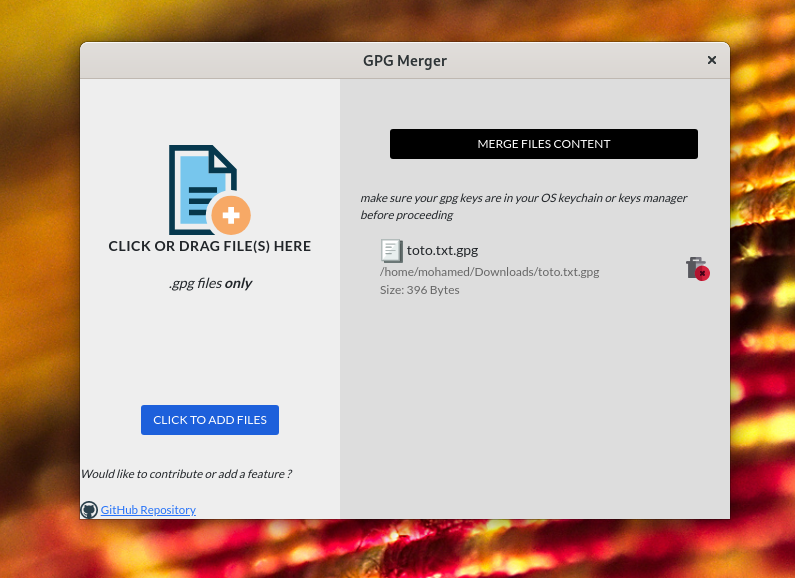 GPG Merger
CLICK OR DRAG FILE(S) HERE
.gpg files only
CLICK TO ADD FILES
Would like to contribute or add a feature ?
GitHub Repository
MERGE FILES CONTENT
make sure your gpg keys are in your OS keychain or keys manager
before proceeding
toto.txt.gpg
/home/mohamed/Downloads/toto.txt.gpg
Size: 396 Bytes